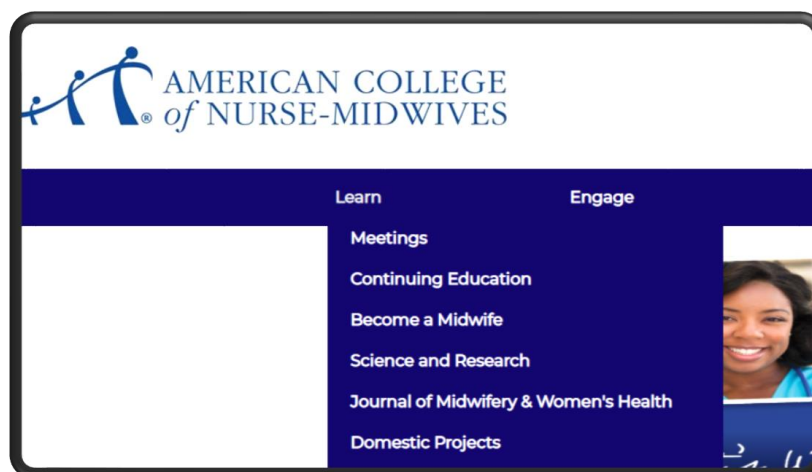 AMERICAN COLLEGE
® of NURSE-MIDWIVES
Learn
Engage
Meetings
Continuing Education
Become a Midwife
Science and Research
Journal of Midwifery & Women's Health
Domestic Projects